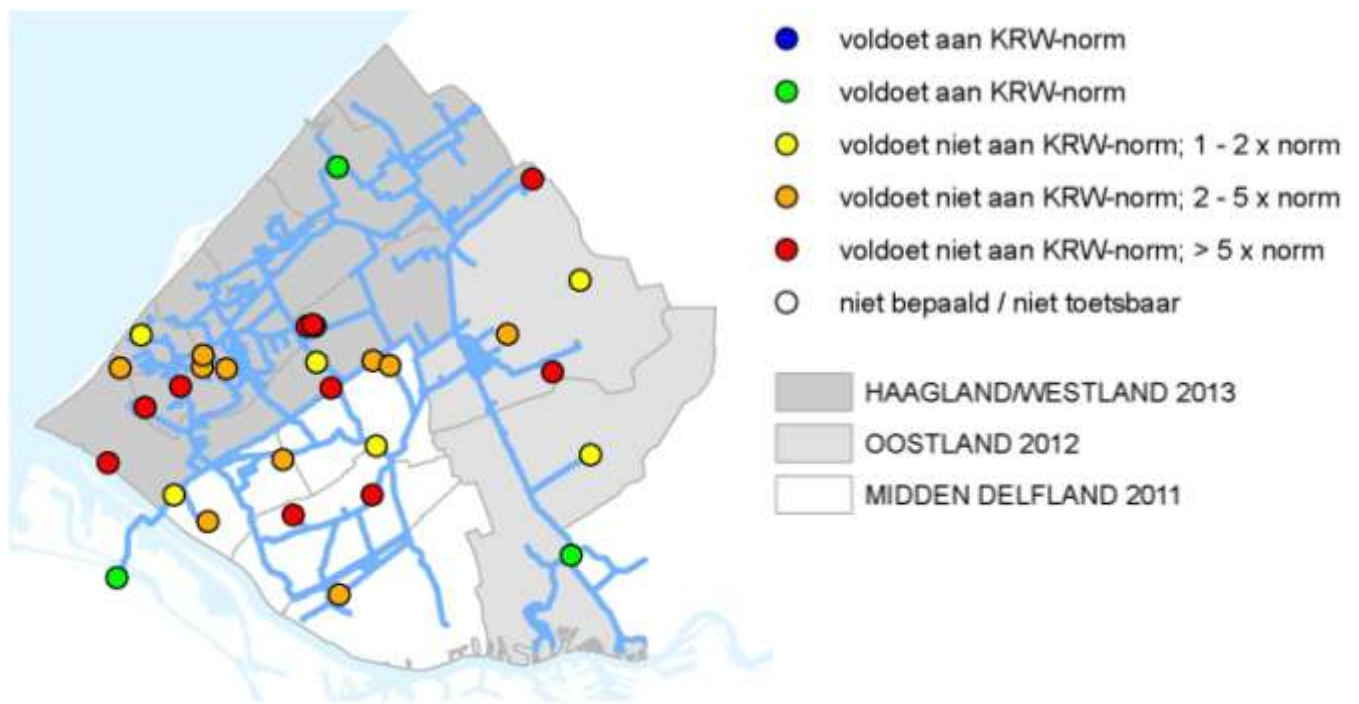 voldoet aan KRW-norm
voldoet aan KRW-norm
voldoet niet aan KRW-norm; 1 - 2 x norm
voldoet niet aan KRW-norm; 2 - 5 x norm
voldoet niet aan KRW-norm; > 5 x norm
niet bepaald / niet toetsbaar
HAAGLAND/WESTLAND 2013
OOSTLAND 2012
MIDDEN DELFLAND 2011